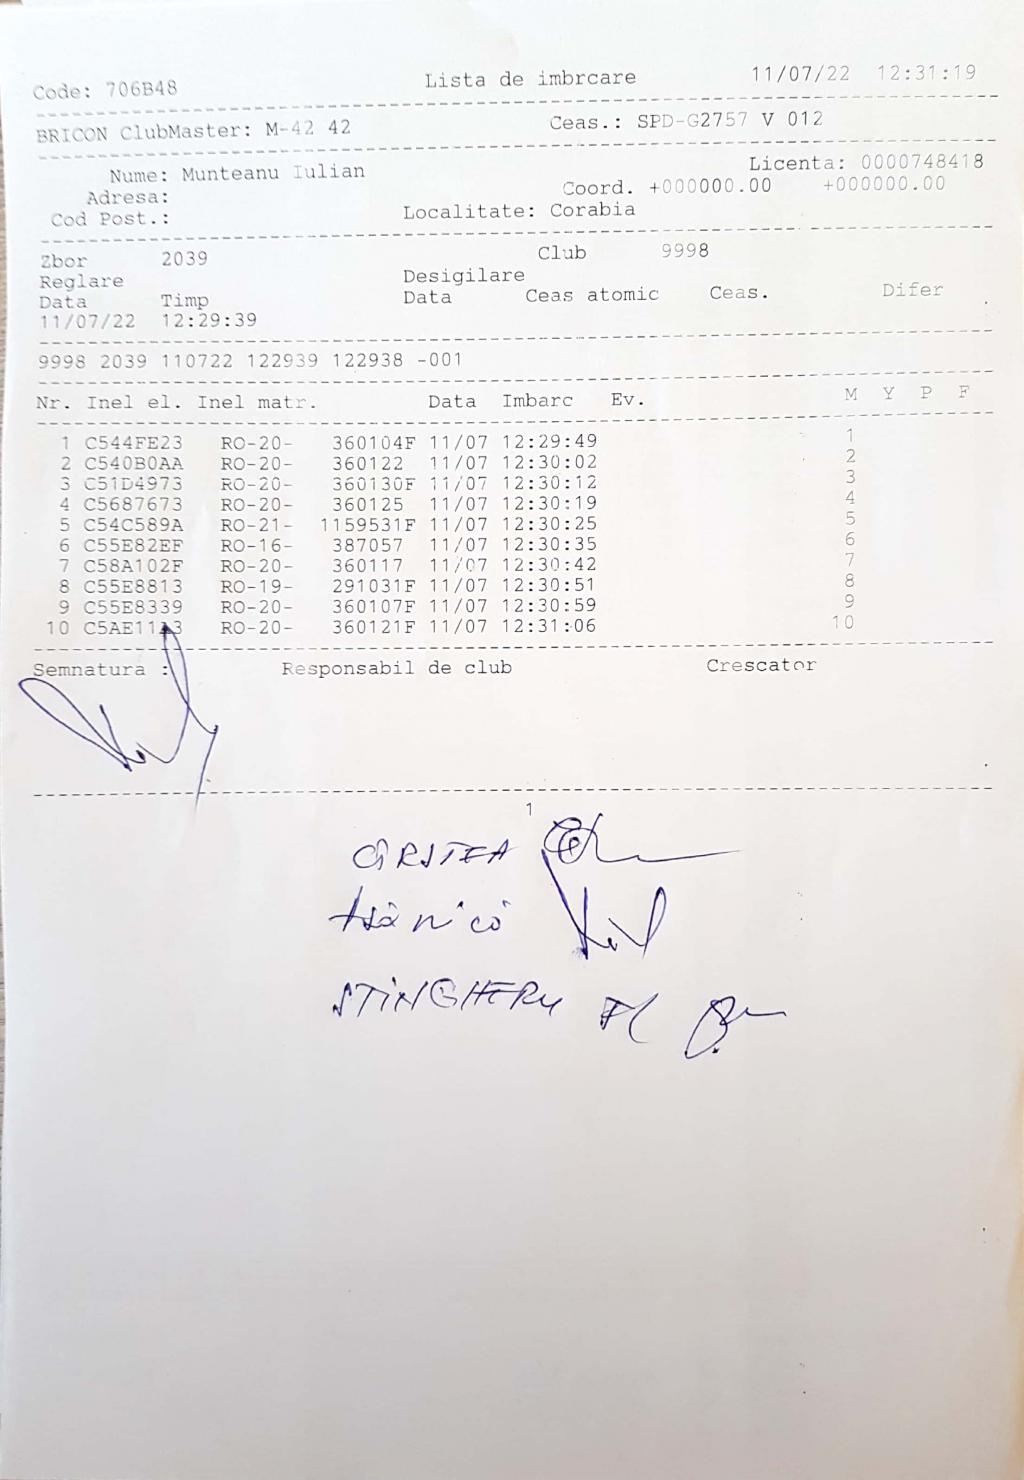 Code: 706B48 Lista de imbrcare 11/07/22 12:31:19
BRICON ClubMaster: M-42 42 Ceas.: SPD-G2757 V 012
Nume: Munteanu Iulian Licenta: 0000748418
Adresa: Coord. +000000.00 +000000.00
Cod Post.: Localitate: Corabia
Zbor 2039 Club 9998
Reglare Desigilare
Data Timp Data Ceas atomic Ceas. Difer
11/07/22 12:29:39
9998 2039 110722 122939 122938 -001
Nr. Inel el. Inel matr. Data Imbarc Ev. M Y P F
1 C544FE23 RO-20- 360104F 11/07 12:29:49 1
2 C540B0AA RO-20- 360122 11/07 12:30:02 2
3 C51D4973 RO-20- 360130F 11/07 12:30:12 3
4 C5687673 RO-20- 360125 11/07 12:30:19 4
5 C54C589A RO-21- 1159531F 11/07 12:30:25 5
6 C55E82EF RO-16- 387057 11/07 12:30:35 6
7 C58A102F RO-20- 360117 11/07 12:30:42 7
8 C55E8813 RO-19- 291031F 11/07 12:30:51 8
9 C55E8339 RO-20- 360107F 11/07 12:30:59 9
10 RO-20- 360121F 11/07 12:31:06 10
Semnatura : Responsabil de club Crescator
1
STINGHERU FL